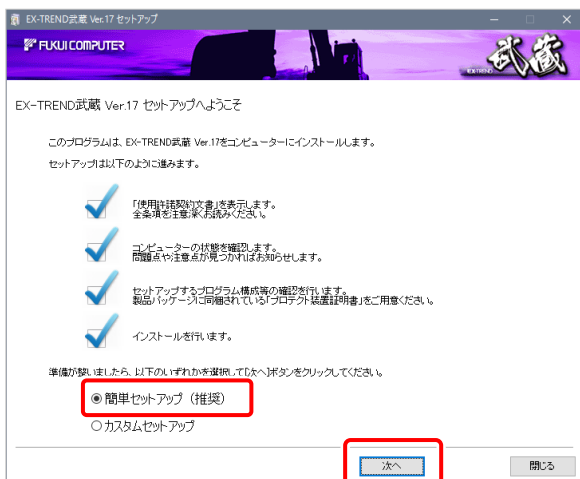 EX-TREND武蔵 Ver.17 セットアップ
FUKUI COMPUTER
EX-TREND 武蔵
EX-TREND武蔵 Ver.17 セットアップへようこそ
このプログラムは、EX-TREND武蔵 Ver.17をコンピューターにインストールします。
セットアップは以下のように進みます。
「使用許諾契約文書」を表示します。
全条項を注意深くお読みください。
コンピューターの状態を確認します。
問題点や注意点が見つかればお知らせします。
セットアップするプログラム構成等の確認を行います。
製品パッケージに同梱されている「プロテクト装置証明書」をご用意ください。
インストールを行います。
準備が整いましたら、以下のいずれかを選択して[次へ]ボタンをクリックしてください。
簡単セットアップ（推奨）
カスタムセットアップ
次へ
閉じる